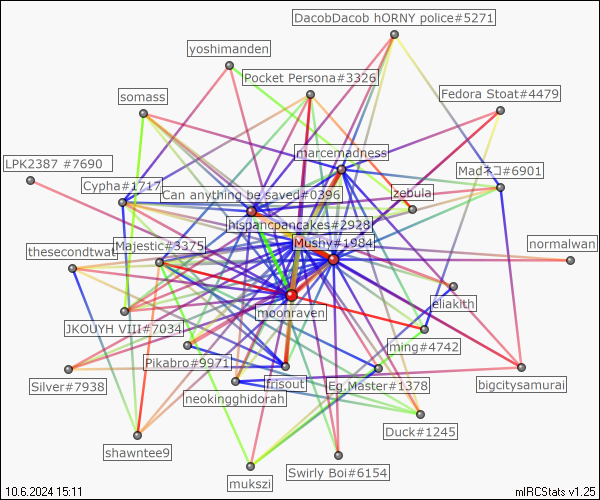 DacobDacob hORNY police#5271
yoshimanden
Pocket Persona#3326
Fedora Stoat#4479
somass
marcemadness
LPK2387 #7690
Madネコ#6901
Cypha#1717
Can anything be saved#0396
zebula
hispancpancakes#2928
thesecondtwat
Majestic#3375
Mushy#1984
normalwan
eliakith
moonraven
JKOUYH VIII#7034
ming#4742
Pikabro#9971
frisout
Silver#7938
Eg.Master#1378
bigcitysamurai
neokingghidorah
Duck#1245
shawntee9
Swirly Boi#6154
mukszi
10.6.2024 15:11
mIRCStats v1.25